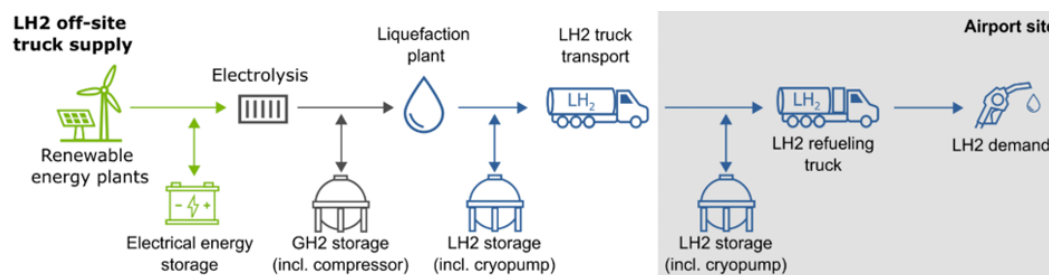 LH2 off-site
truck supply
Airport site
Liquefaction
plant
LH2 truck
transport
Electrolysis
LH2
LH2
Renewable
energy plants
LH2 refueling
truck
LH2 demand
Electrical energy
storage
GH2 storage
(incl. compressor)
LH2 storage
(incl. cryopump)
LH2 storage
(incl. cryopump)